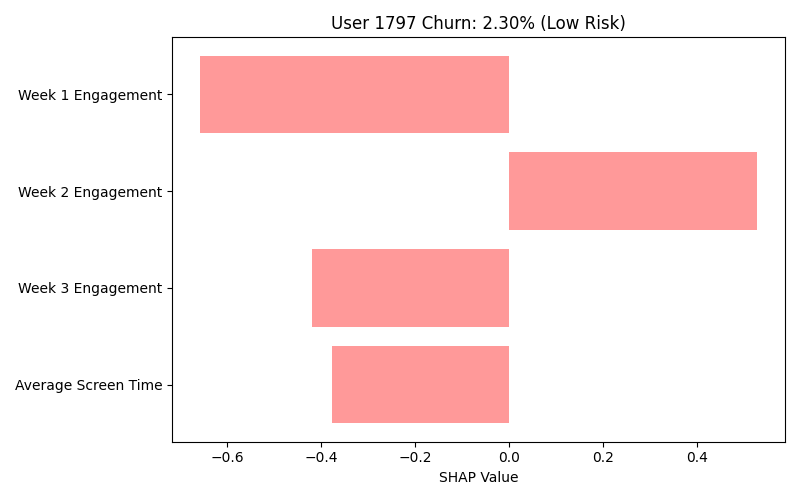 User 1797 Churn: 2.30% (Low Risk)
Week 1 Engagement
Week 2 Engagement
Week 3 Engagement
Average Screen Time
−0.6 −0.4 −0.2 0.0 0.2 0.4
SHAP Value